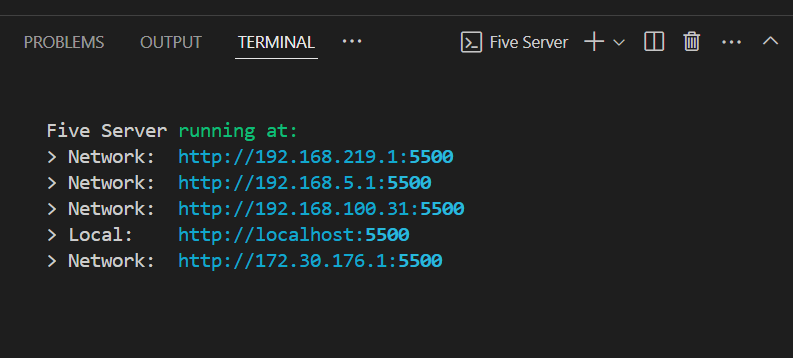 PROBLEMS OUTPUT TERMINAL ··· Five Server ···
Five Server running at:
> Network: http://192.168.219.1:5500
> Network: http://192.168.5.1:5500
> Network: http://192.168.100.31:5500
> Local: http://localhost:5500
> Network: http://172.30.176.1:5500